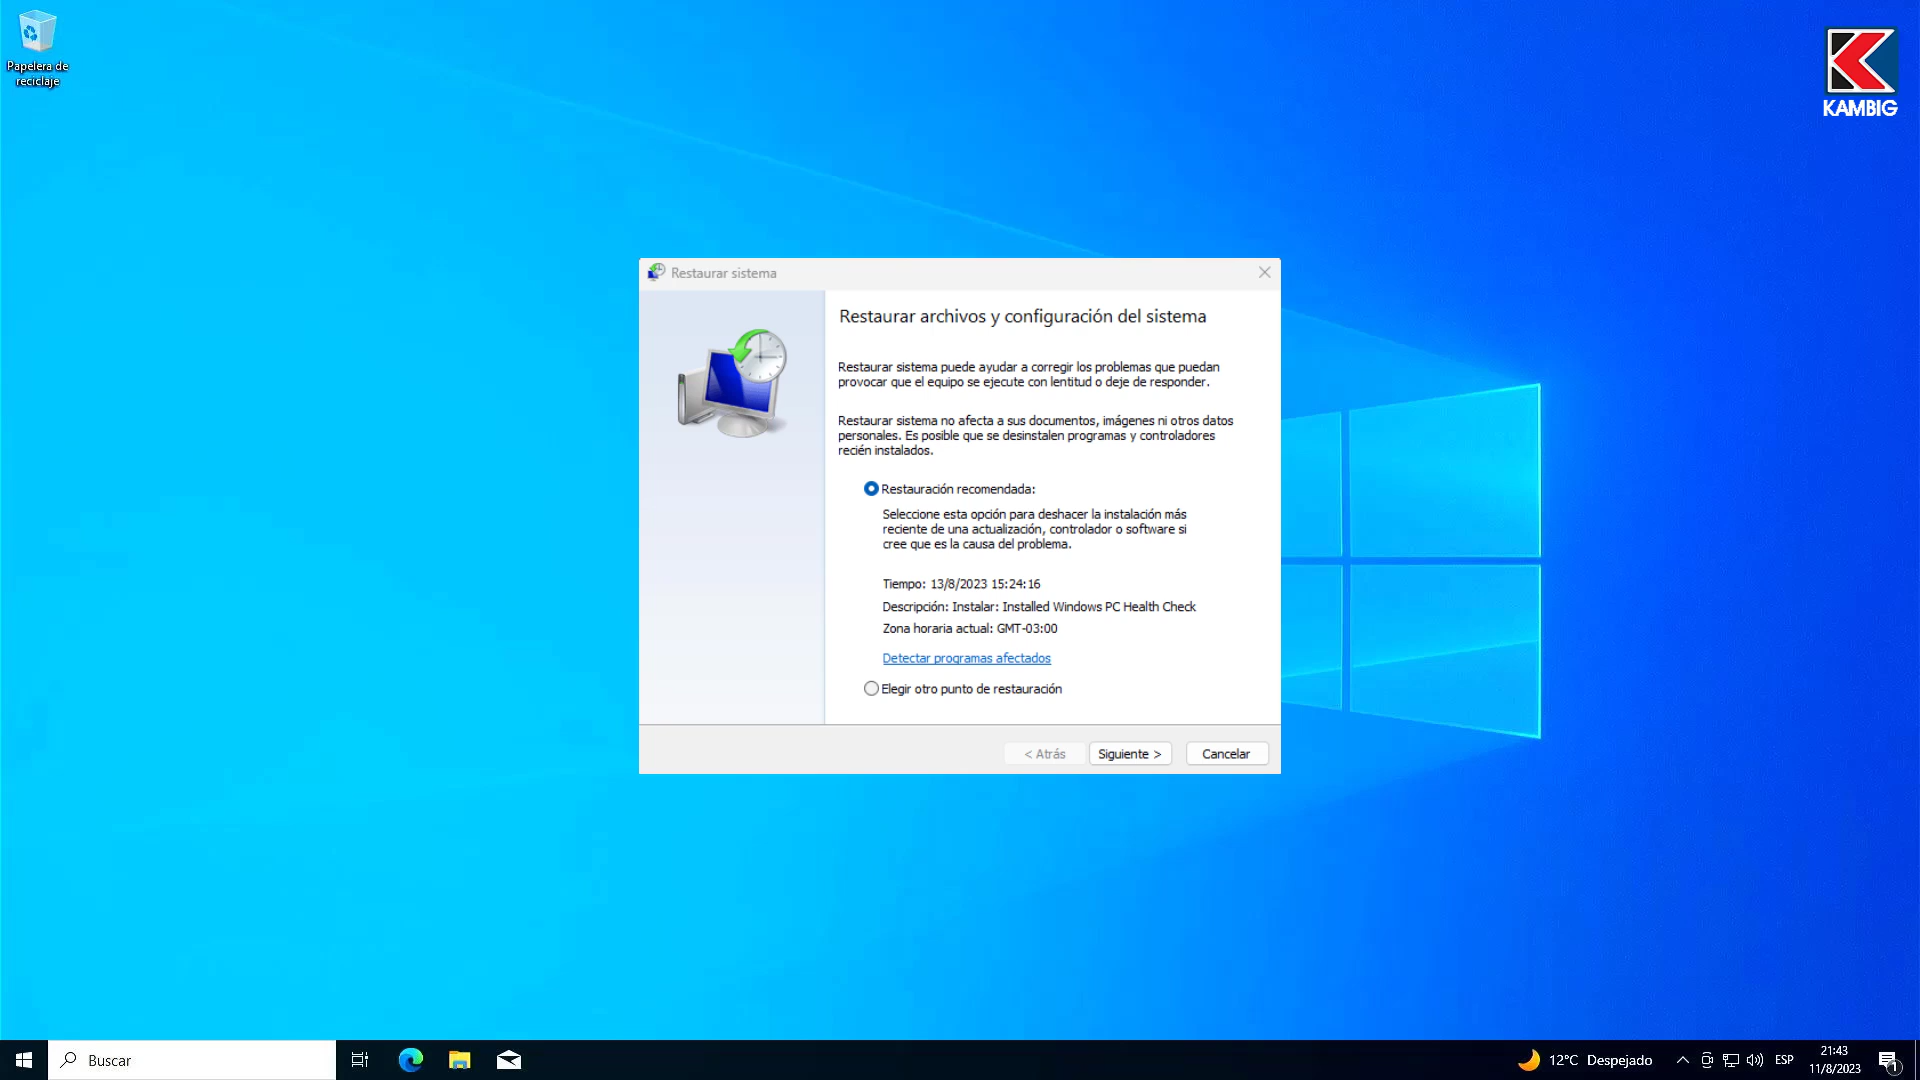 Papelera de
reciclaje
KAMBIG
Restaurar sistema
Restaurar archivos y configuración del sistema
Restaurar sistema puede ayudar a corregir los problemas que puedan
provocar que el equipo se ejecute con lentitud o deje de responder.
Restaurar sistema no afecta a sus documentos, imágenes ni otros datos
personales. Es posible que se desinstalen programas y controladores
recién instalados.
Restauración recomendada:
Seleccione esta opción para deshacer la instalación más
reciente de una actualización, controlador o software si
cree que es la causa del problema.
Tiempo: 13/8/2023 15:24:16
Descripción: Instalar: Installed Windows PC Health Check
Zona horaria actual: GMT-03:00
Detectar programas afectados
Elegir otro punto de restauración
< Atrás
Siguiente >
Cancelar
Buscar
12°C Despejado
ESP
21:43
11/8/2023
1